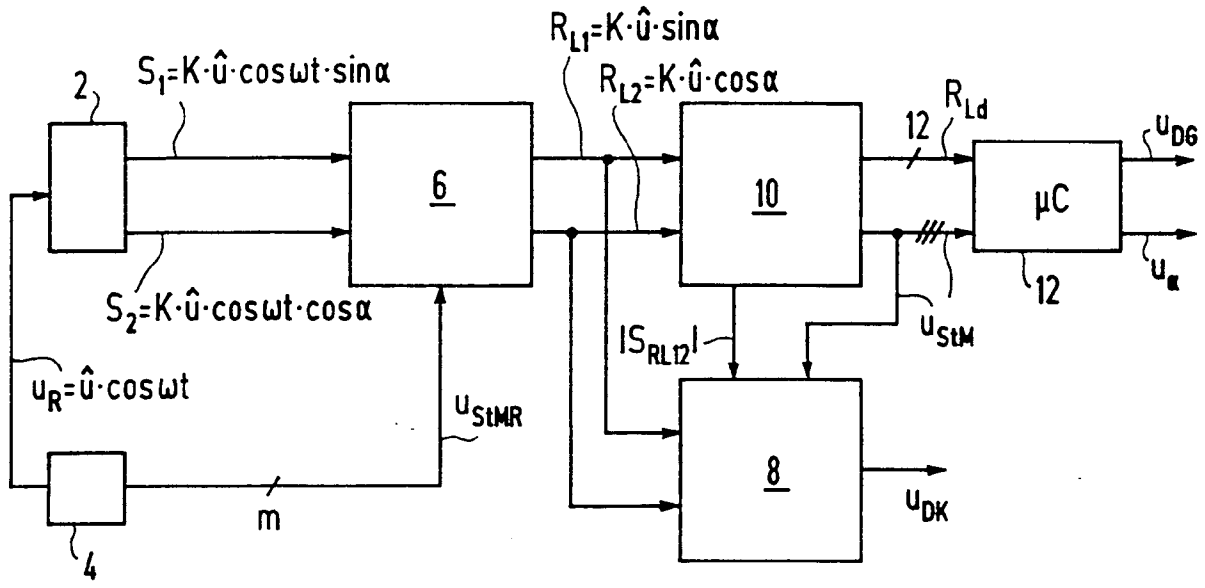 R_L1=K·û·sinα
S_1=K·û·cosωt·sinα
R_L2=K·û·cosα
2
12
R_Ld
u_DG
6
10
μC
S_2=K·û·cosωt·cosα
12
u_α
|S_RL12|
u_StM
u_R=û·cosωt
u_StMR
8
m
u_DK
4